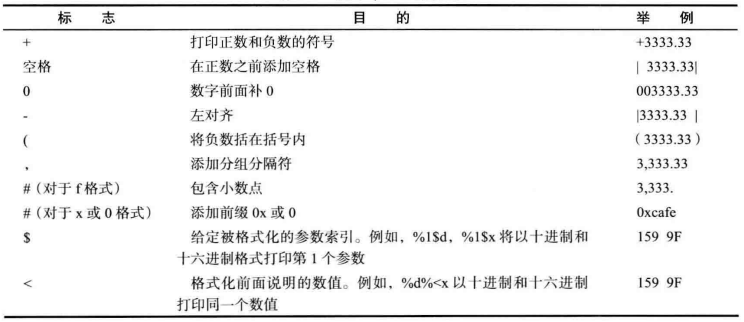 标 志 目 的 举 例
+ 打印正数和负数的符号 +3333.33
空格 在正数之前添加空格 | 3333.33|
0 数字前面补 0 003333.33
- 左对齐 |3333.33 |
( 将负数括在括号内 （3333.33）
, 添加分组分隔符 3,333.33
#（对于 f 格式） 包含小数点 3,333.
#（对于 x 或 0 格式） 添加前缀 0x 或 0 0xcafe
$ 给定被格式化的参数索引。例如，%1$d，%1$x 将以十进制和 159 9F
十六进制格式打印第 1 个参数
< 格式化前面说明的数值。例如，%d%<x 以十进制和十六进制 159 9F
打印同一个数值